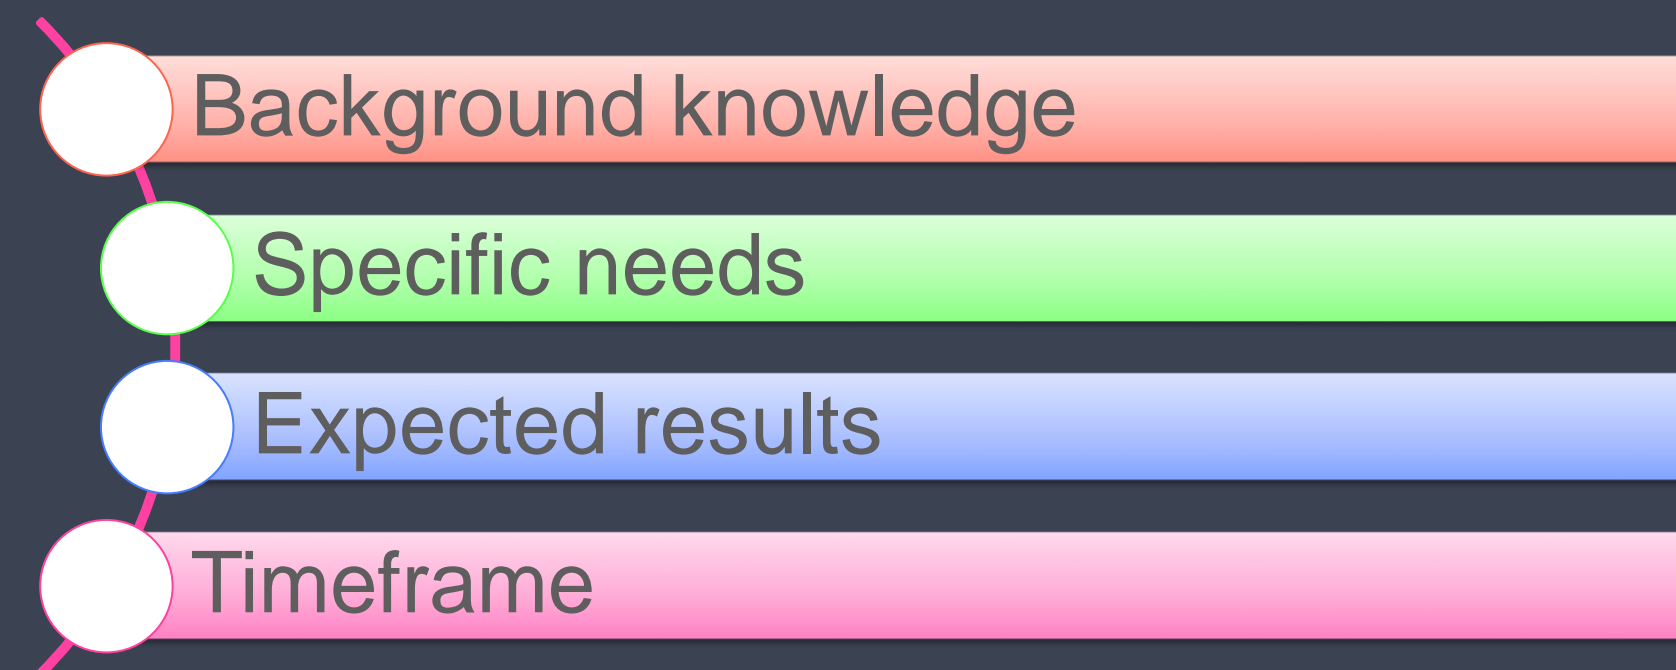 Background knowledge
Specific needs
Expected results
Timeframe